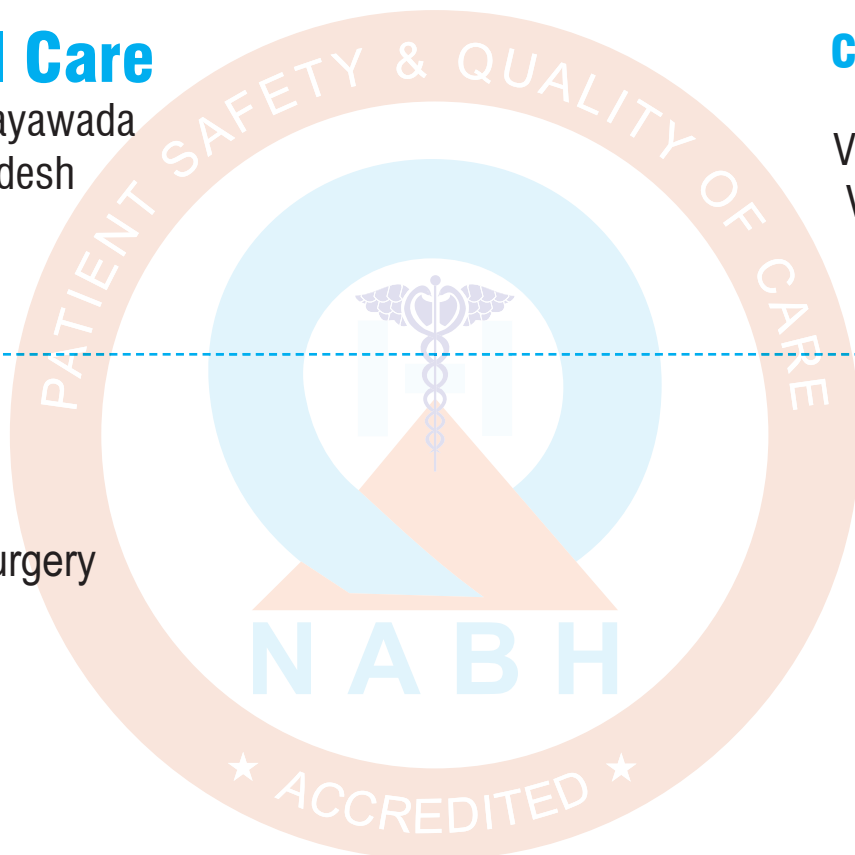 Care
ayawada
desh
urgery
PATIENT SAFETY & QUALITY OF CARE
NABH
★ ACCREDITED ★
C
V
V